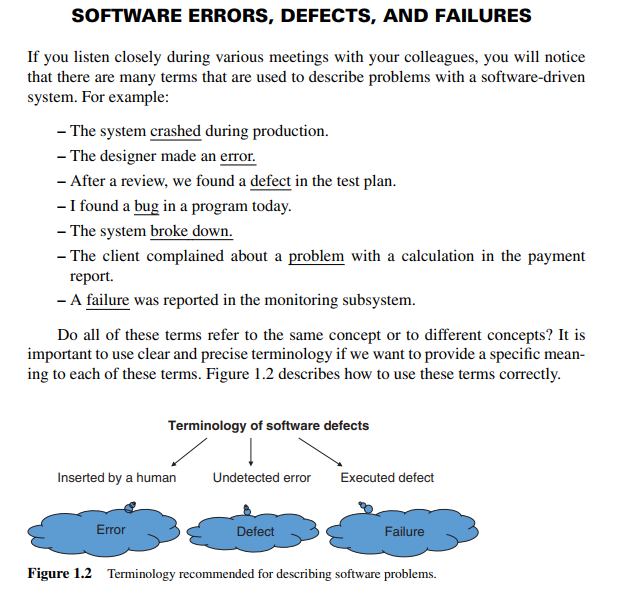 SOFTWARE ERRORS, DEFECTS, AND FAILURES
If you listen closely during various meetings with your colleagues, you will notice
that there are many terms that are used to describe problems with a software-driven
system. For example:
– The system crashed during production.
– The designer made an error.
– After a review, we found a defect in the test plan.
– I found a bug in a program today.
– The system broke down.
– The client complained about a problem with a calculation in the payment
report.
– A failure was reported in the monitoring subsystem.
Do all of these terms refer to the same concept or to different concepts? It is
important to use clear and precise terminology if we want to provide a specific mean-
ing to each of these terms. Figure 1.2 describes how to use these terms correctly.
Terminology of software defects
Inserted by a human Undetected error Executed defect
Error Defect Failure
Figure 1.2 Terminology recommended for describing software problems.